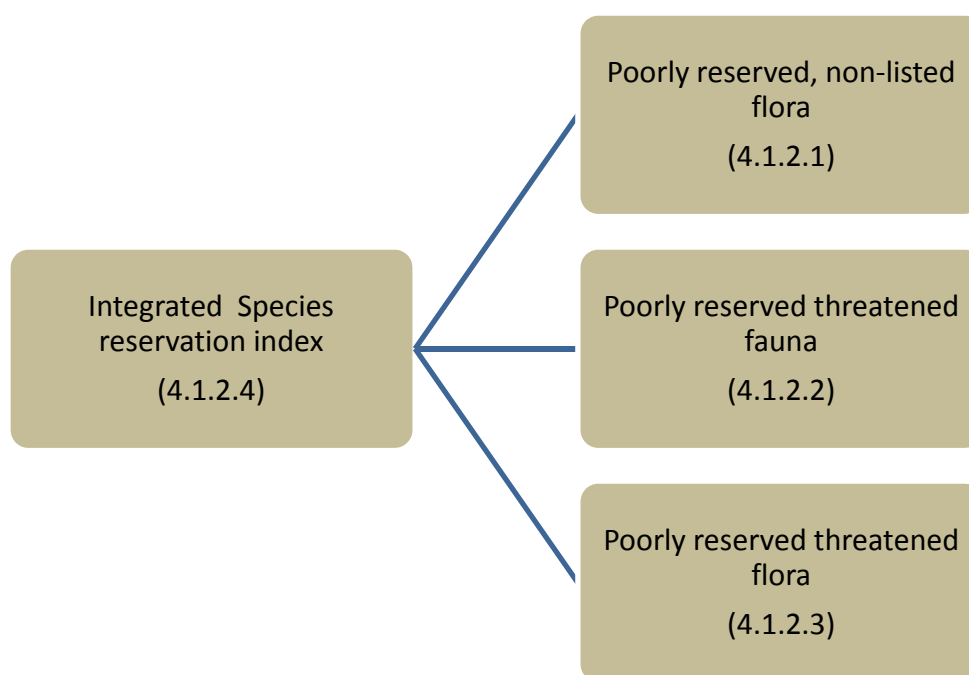 Integrated  Species
reservation index
(4.1.2.4)
Poorly reserved, non-listed
flora
(4.1.2.1)
Poorly reserved threatened
fauna
(4.1.2.2)
Poorly reserved threatened
flora
(4.1.2.3)